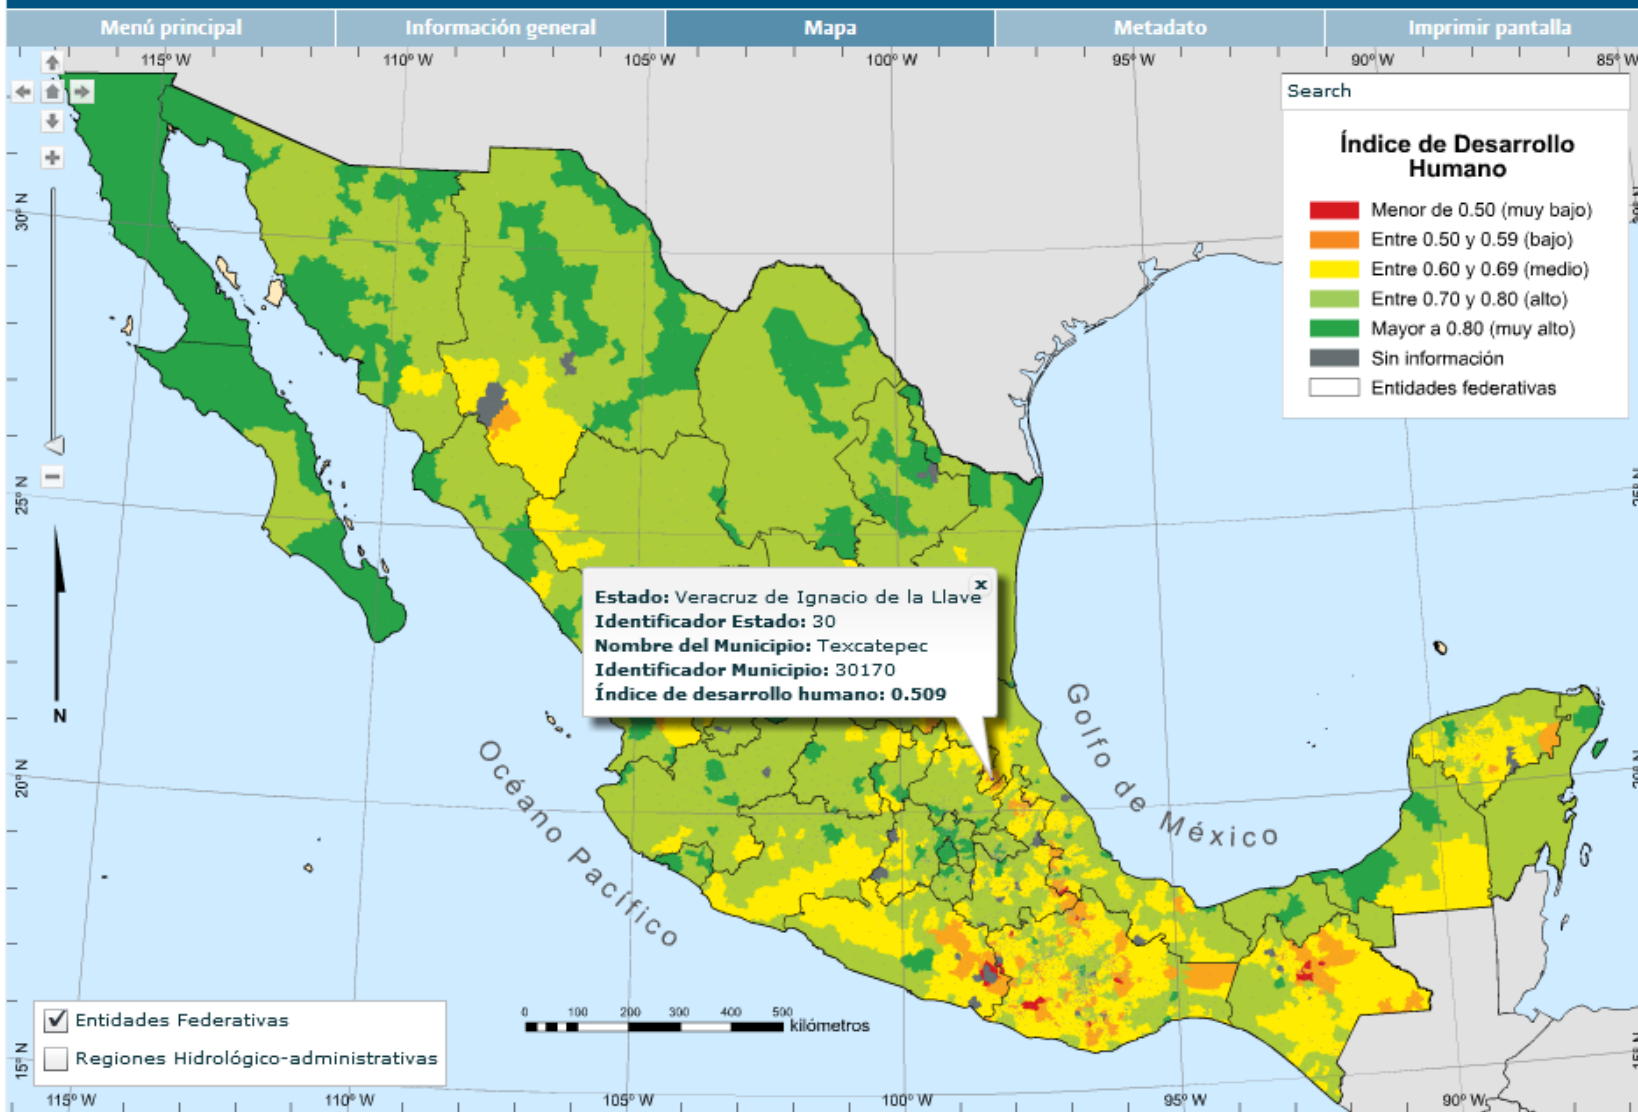 Menú principal
Información general
Mapa
Metadato
Imprimir pantalla
115° W
110° W
105° W
100° W
95° W
90° W
85° W
Search
Índice de Desarrollo
Humano
Menor de 0.50 (muy bajo)
Entre 0.50 y 0.59 (bajo)
Entre 0.60 y 0.69 (medio)
Entre 0.70 y 0.80 (alto)
Mayor a 0.80 (muy alto)
Sin información
Entidades federativas
30° N
25° N
25° N
Estado: Veracruz de Ignacio de la Llave
Identificador Estado: 30
Nombre del Municipio: Texcatepec
Identificador Municipio: 30170
Índice de desarrollo humano: 0.509
N
Golfo de México
Océano Pacífico
20° N
20° N
0 100 200 300 400 500
kilómetros
Entidades Federativas
Regiones Hidrológico-administrativas
15° N
15° N
115° W
110° W
105° W
100° W
95° W
90° W